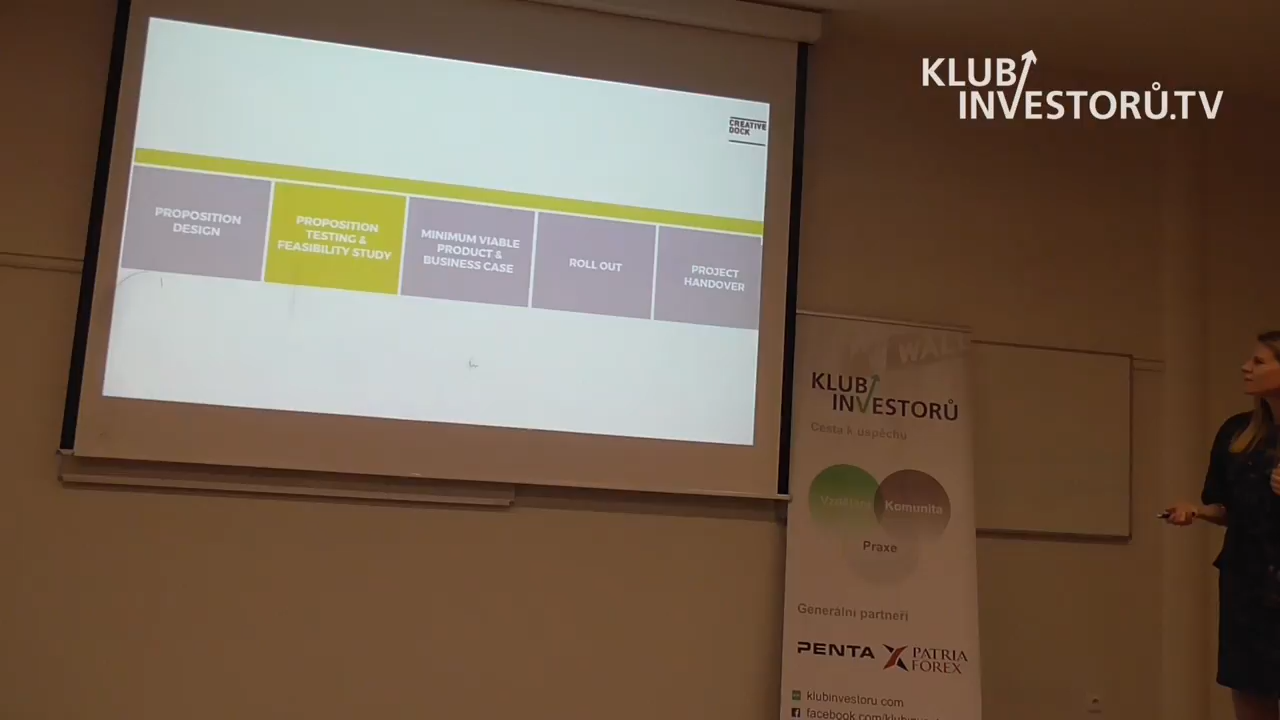 KLUB
INVESTORŮ.TV
CREATIVE
DOCK
PROPOSITION
DESIGN
PROPOSITION
TESTING &
FEASIBILITY STUDY
MINIMUM VIABLE
PRODUCT &
BUSINESS CASE
ROLL OUT
PROJECT
HANDOVER
WALL
KLUB
INVESTORŮ
Cesta k úspěchu
Komunita
Praxe
Generální partneři
PENTA
PATRIA
FOREX
klubinvestoru.com